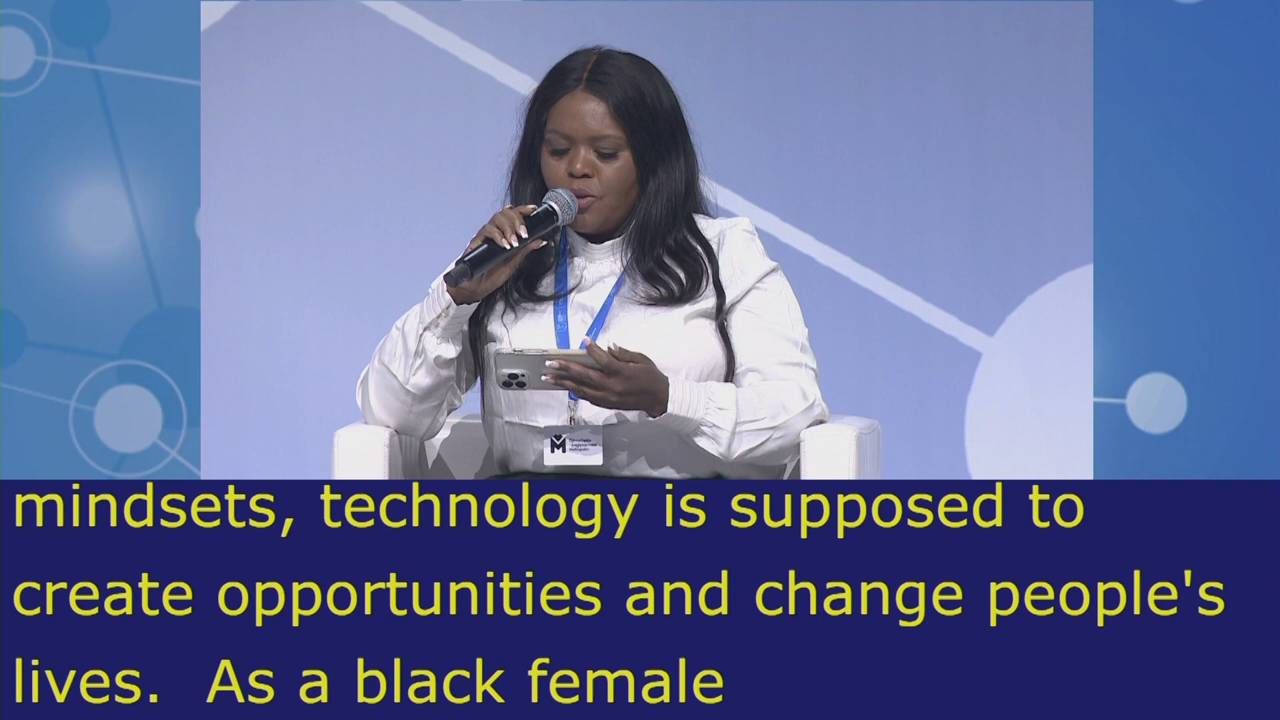 mindsets, technology is supposed to
create opportunities and change people's
lives.  As a black female